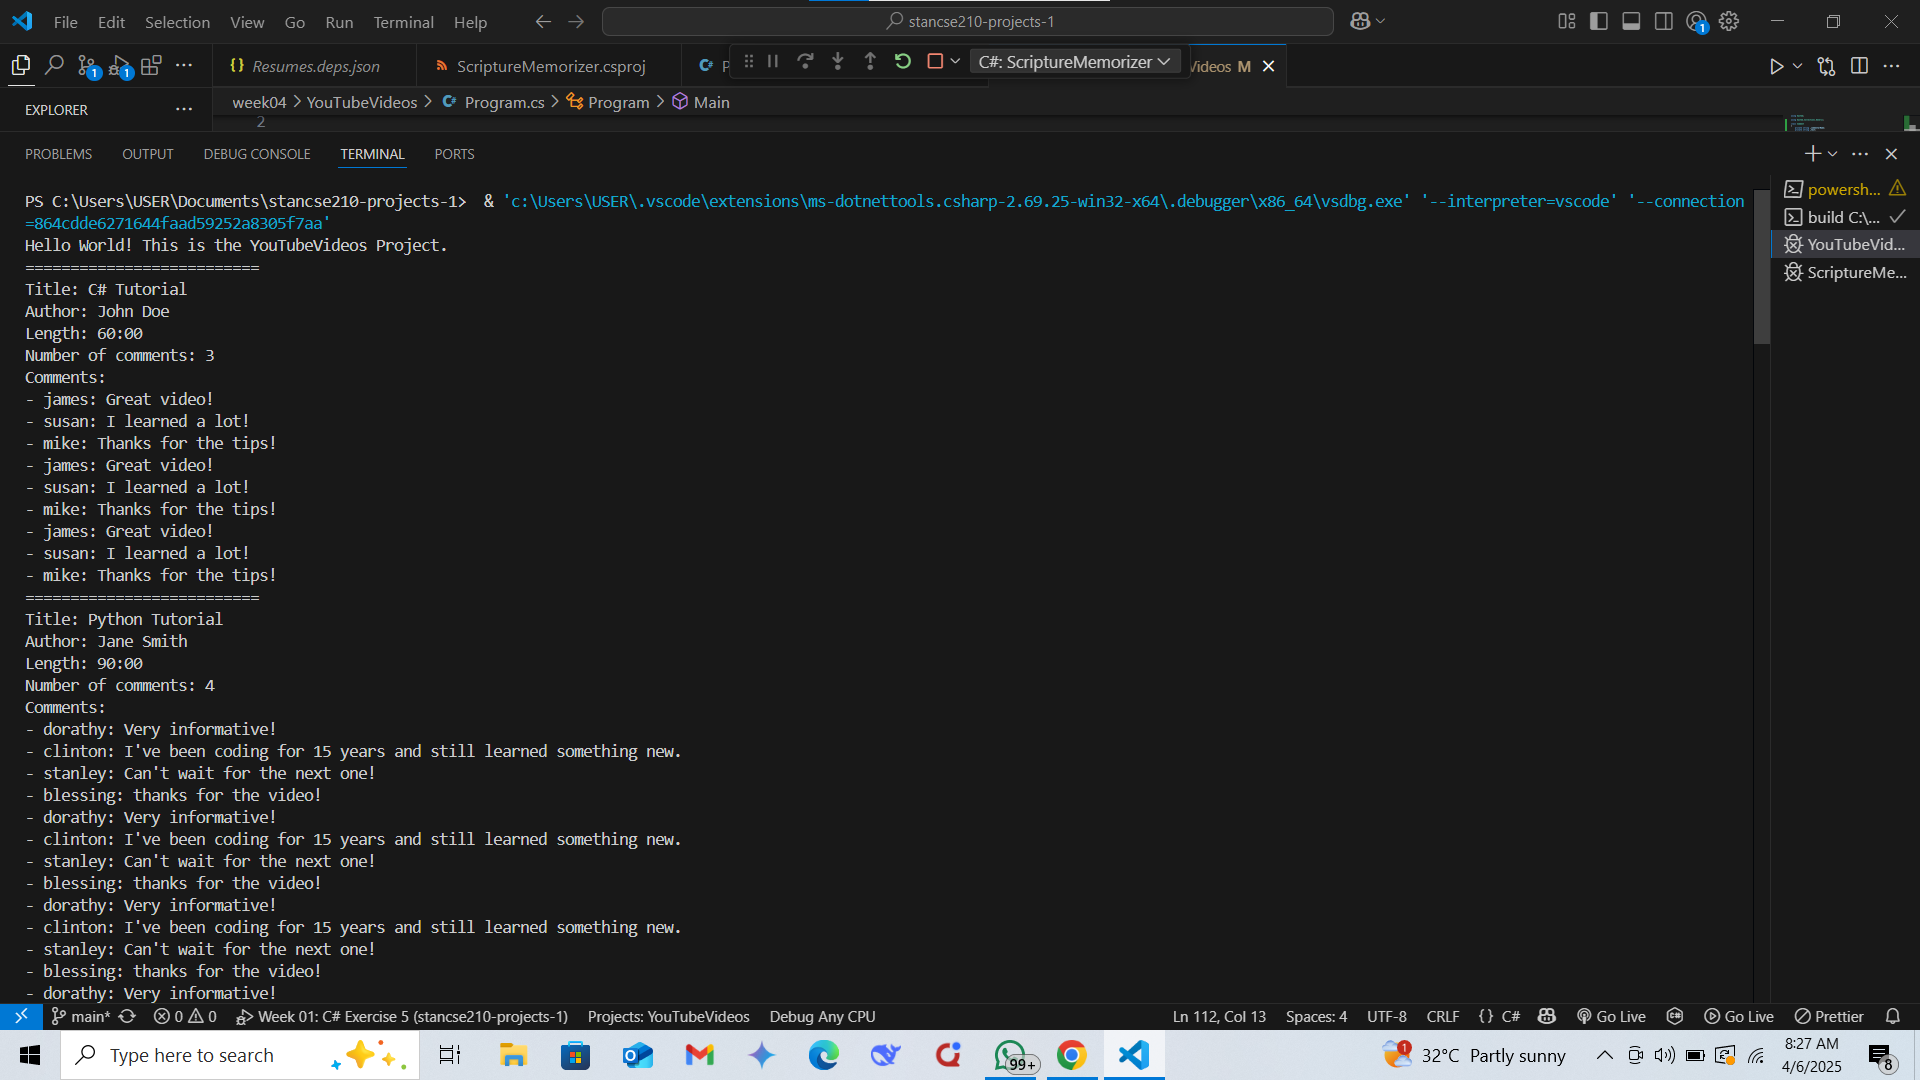 File Edit Selection View Go Run Terminal Help
stancse210-projects-1
1
1
1
Resumes.deps.json
ScriptureMemorizer.csproj
C#: ScriptureMemorizer
Videos M
EXPLORER
week04 > YouTubeVideos > Program.cs > Program > Main
2
PROBLEMS OUTPUT DEBUG CONSOLE TERMINAL PORTS
PS C:\Users\USER\Documents\stancse210-projects-1> & 'c:\Users\USER\.vscode\extensions\ms-dotnettools.csharp-2.69.25-win32-x64\.debugger\x86_64\vsdbg.exe' '--interpreter=vscode' '--connection
=864cdde6271644faad59252a8305f7aa'
Hello World! This is the YouTubeVideos Project.
==========================
Title: C# Tutorial
Author: John Doe
Length: 60:00
Number of comments: 3
Comments:
- james: Great video!
- susan: I learned a lot!
- mike: Thanks for the tips!
- james: Great video!
- susan: I learned a lot!
- mike: Thanks for the tips!
- james: Great video!
- susan: I learned a lot!
- mike: Thanks for the tips!
==========================
Title: Python Tutorial
Author: Jane Smith
Length: 90:00
Number of comments: 4
Comments:
- dorathy: Very informative!
- clinton: I've been coding for 15 years and still learned something new.
- stanley: Can't wait for the next one!
- blessing: thanks for the video!
- dorathy: Very informative!
- clinton: I've been coding for 15 years and still learned something new.
- stanley: Can't wait for the next one!
- blessing: thanks for the video!
- dorathy: Very informative!
- clinton: I've been coding for 15 years and still learned something new.
- stanley: Can't wait for the next one!
- blessing: thanks for the video!
- dorathy: Very informative!
powersh...
build C:\...
YouTubeVid...
ScriptureMe...
main* 0 0 Week 01: C# Exercise 5 (stancse210-projects-1) Projects: YouTubeVideos Debug Any CPU
Ln 112, Col 13 Spaces: 4 UTF-8 CRLF {} C# Go Live Go Live Prettier
Type here to search
99+
1
32°C Partly sunny
8:27 AM
4/6/2025
8